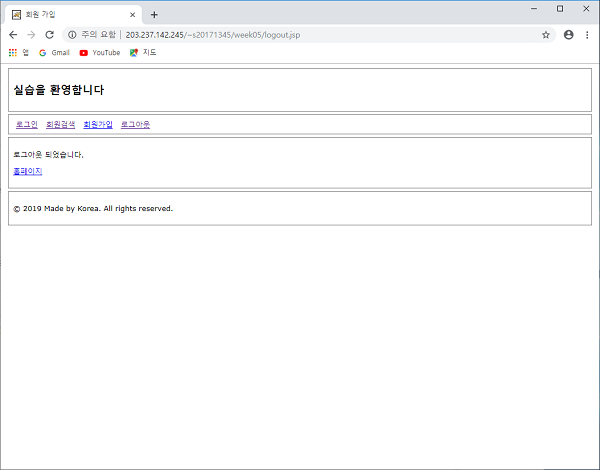 회원 가입
주의 요함 203.237.142.245/~s20171345/week05/logout.jsp
앱 Gmail YouTube 지도
실습을 환영합니다
로그인 회원검색 회원가입 로그아웃
로그아웃 되었습니다.
홈페이지
© 2019 Made by Korea. All rights reserved.